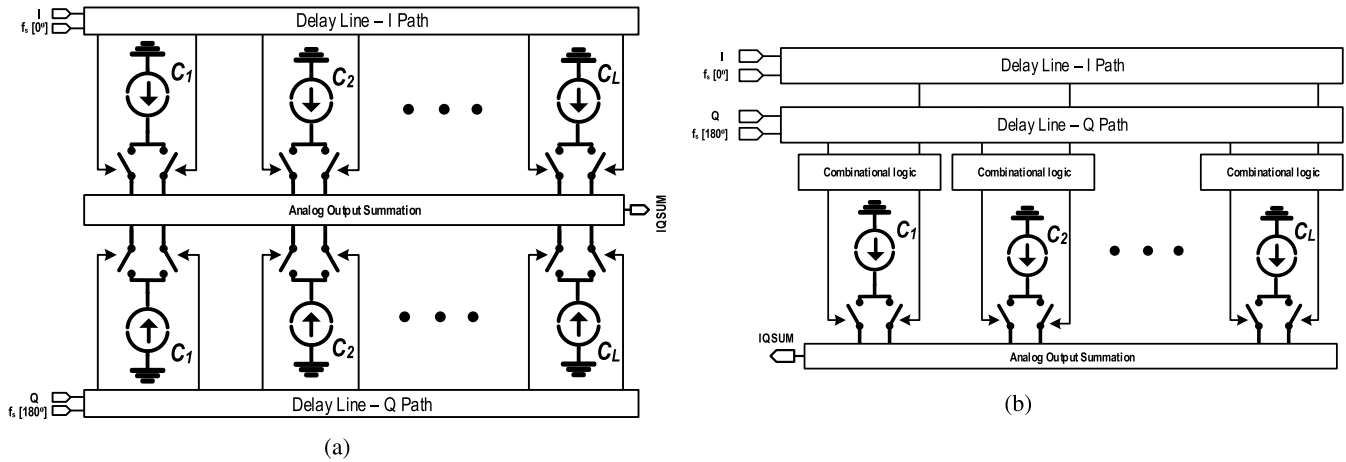 I
fs [0º]
Delay Line – I Path
C1
C2
CL
Analog Output Summation
IQSUM
C1
C2
CL
Q
fs [180º]
Delay Line – Q Path
(a)
I
fs [0º]
Delay Line – I Path
Q
fs [180º]
Delay Line – Q Path
Combinational logic
Combinational logic
Combinational logic
C1
C2
CL
IQSUM
Analog Output Summation
(b)